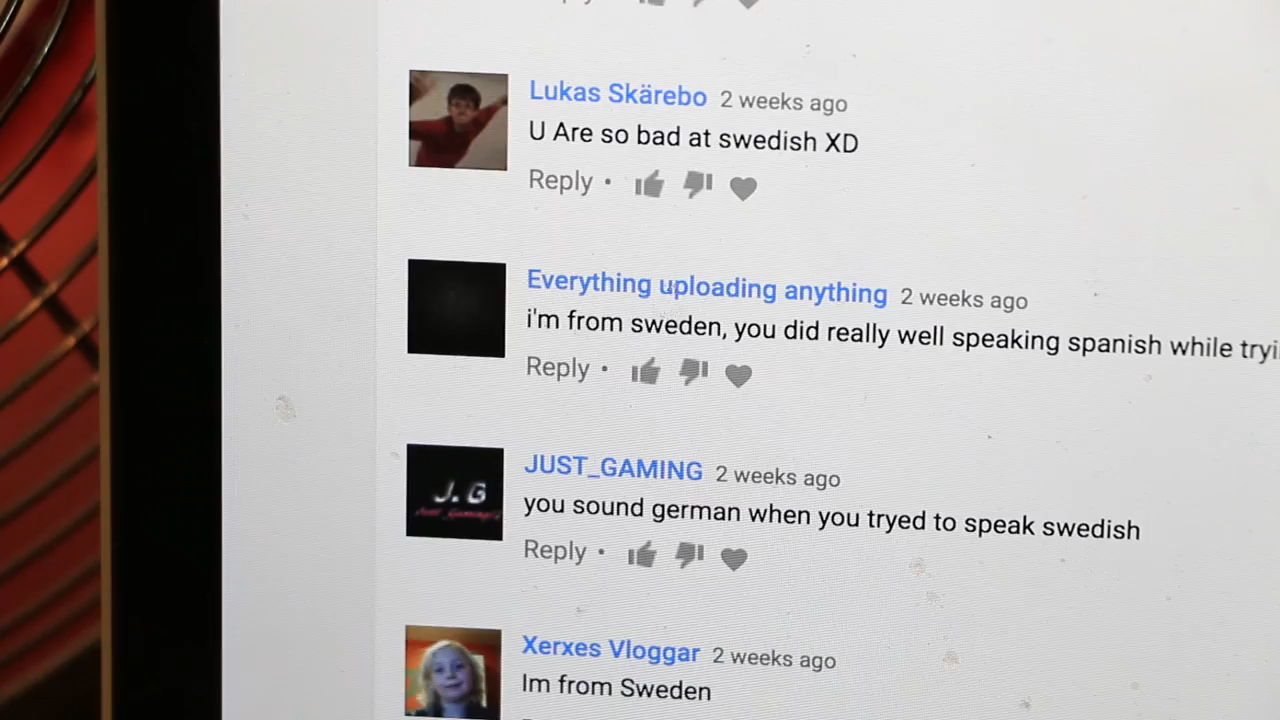 Lukas Skärebo 2 weeks ago
U Are so bad at swedish XD
Reply •
Everything uploading anything 2 weeks ago
i'm from sweden, you did really well speaking spanish while
Reply •
J. G
JUST_GAMING 2 weeks ago
you sound german when you tryed to speak swedish
Reply •
Xerxes Vloggar 2 weeks ago
Im from Sweden